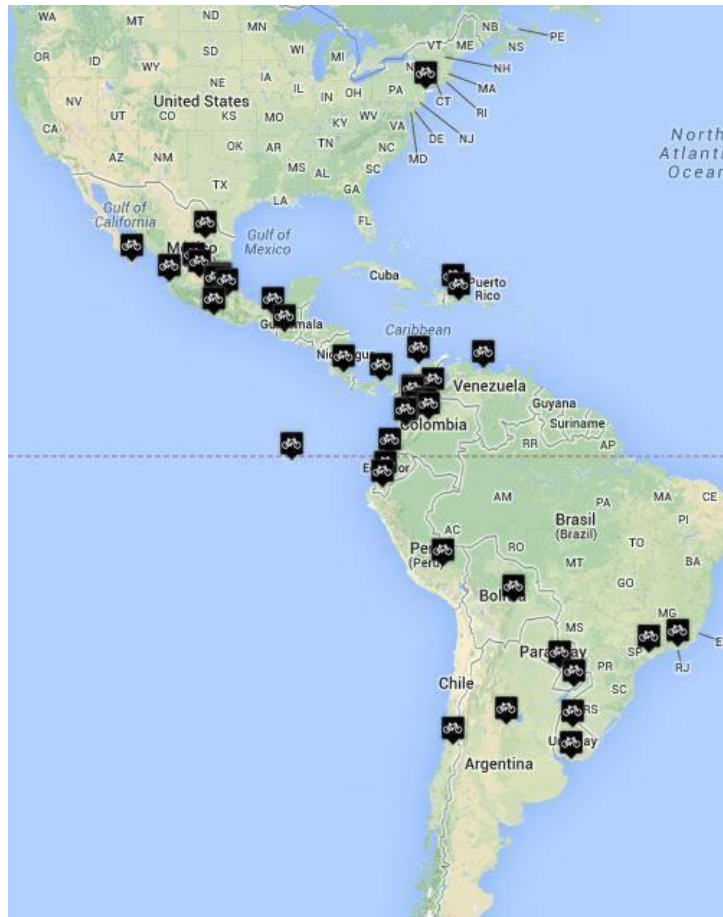 WA
MT
ND
MN
NB
PE
OR
ID
SD
WI
MI
VT
ME
NS
WY
NH
NE
IA
IL
IN
OH
PA
MA
NV
UT
CO
United States
KS
MO
KY
WV
VA
CT
RI
CA
NJ
DE
MD
AZ
NM
OK
AR
TN
NC
SC
MS
AL
GA
TX
LA
FL
North
Atlantic
Ocean
Gulf of
California
Gulf of
Mexico
Cuba
Puerto
Rico
Caribbean
Venezuela
Guyana
Suriname
Colombia
RR
AP
AM
PA
MA
CE
AC
Brasil
(Brazil)
PI
TO
RO
MT
BA
(Peru)
GO
MG
MS
SP
RJ
PR
SC
Chile
RS
Argentina